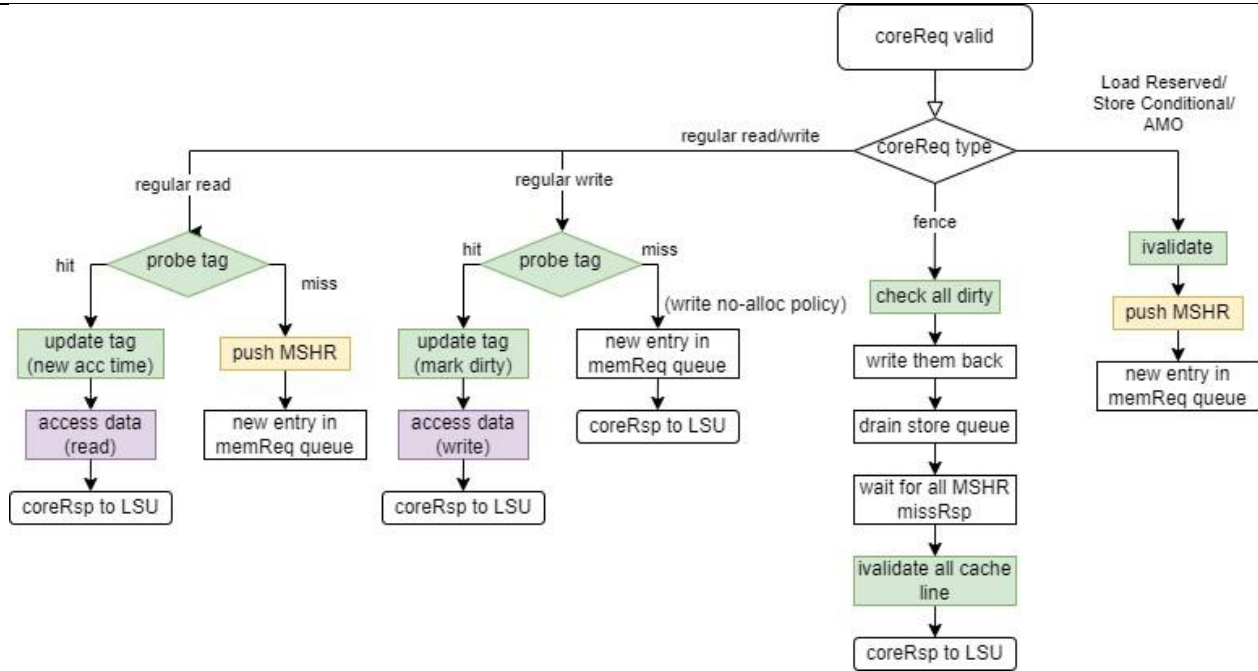 coreReq valid
Load Reserved/
Store Conditional/
AMO
regular read/write
coreReq type
regular read
regular write
fence
hit
probe tag
miss
hit
probe tag
miss
ivalidate
(write no-alloc policy)
check all dirty
push MSHR
update tag
(new acc time)
push MSHR
update tag
(mark dirty)
new entry in
memReq queue
write them back
new entry in
memReq queue
access data
(read)
new entry in
memReq queue
access data
(write)
coreRsp to LSU
drain store queue
coreRsp to LSU
coreRsp to LSU
wait for all MSHR
missRsp
ivalidate all cache
line
coreRsp to LSU